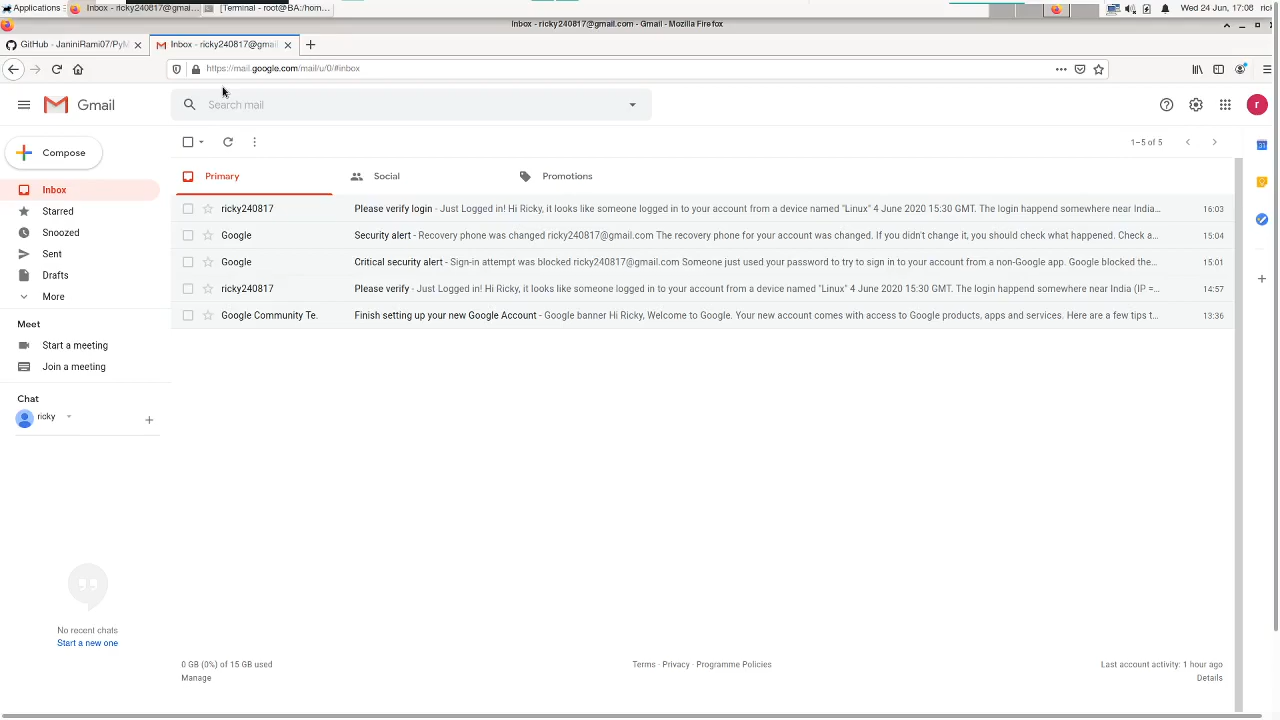 Applications
Inbox - ricky240817@gmail....
[Terminal - root@BA:/hom...
Wed 24 Jun, 17:08
Inbox - ricky240817@gmail.com - Gmail - Mozilla Firefox
GitHub - JaniniRami07/PyM
Inbox - ricky240817@gmail
https://mail.google.com/mail/u/0/#inbox
Gmail
Search mail
r
Compose
1–5 of 5
Primary
Social
Promotions
Inbox
Starred
Snoozed
Sent
Drafts
More
ricky240817 Please verify login - Just Logged in! Hi Ricky, it looks like someone logged in to your account from a device named "Linux" 4 June 2020 15:30 GMT. The login happend somewhere near India... 16:03
Google Security alert - Recovery phone was changed ricky240817@gmail.com The recovery phone for your account was changed. If you didn't change it, you should check what happened. Check a... 15:04
Google Critical security alert - Sign-in attempt was blocked ricky240817@gmail.com Someone just used your password to try to sign in to your account from a non-Google app. Google blocked the... 15:01
ricky240817 Please verify - Just Logged in! Hi Ricky, it looks like someone logged in to your account from a device named "Linux" 4 June 2020 15:30 GMT. The login happend somewhere near India (IP =... 14:57
Google Community Te. Finish setting up your new Google Account - Google banner Hi Ricky, Welcome to Google. Your new account comes with access to Google products, apps and services. Here are a few tips t... 13:36
Meet
Start a meeting
Join a meeting
Chat
ricky
No recent chats
Start a new one
0 GB (0%) of 15 GB used
Manage
Terms · Privacy · Programme Policies
Last account activity: 1 hour ago
Details